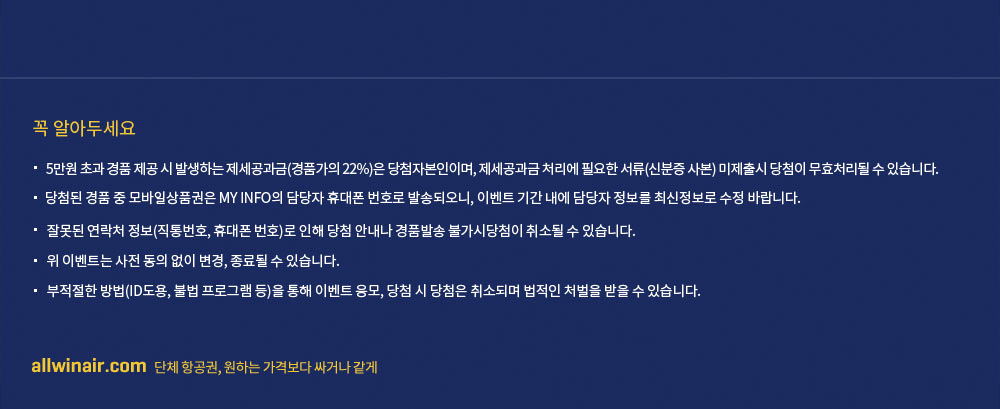 꼭 알아두세요
· 5만원 초과 경품 제공 시 발생하는 제세공과금(경품가의 22%)은 당첨자본인이며, 제세공과금 처리에 필요한 서류(신분증 사본) 미제출시 당첨이 무효처리될 수 있습니다.
· 당첨된 경품 중 모바일상품권은 MY INFO의 담당자 휴대폰 번호로 발송되오니, 이벤트 기간 내에 담당자 정보를 최신정보로 수정 바랍니다.
· 잘못된 연락처 정보(직통번호, 휴대폰 번호)로 인해 당첨 안내나 경품발송 불가시당첨이 취소될 수 있습니다.
· 위 이벤트는 사전 동의 없이 변경, 종료될 수 있습니다.
· 부적절한 방법(ID도용, 불법 프로그램 등)을 통해 이벤트 응모, 당첨 시 당첨은 취소되며 법적인 처벌을 받을 수 있습니다.
allwinair.com 단체 항공권, 원하는 가격보다 싸거나 같게